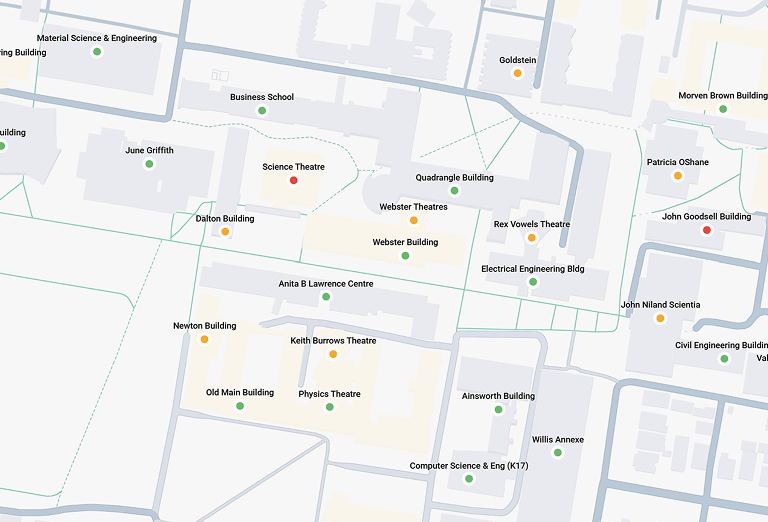 Material Science & Engineering
ring Building
Goldstein
Business School
Morven Brown Building
uilding
June Griffith
Science Theatre
Patricia OShane
Quadrangle Building
Webster Theatres
Dalton Building
John Goodsell Building
Rex Vowels Theatre
Webster Building
Electrical Engineering Bldg
Anita B Lawrence Centre
John Niland Scientia
Newton Building
Keith Burrows Theatre
Civil Engineering Buildin
Val
Old Main Building
Physics Theatre
Ainsworth Building
Willis Annexe
Computer Science & Eng (K17)